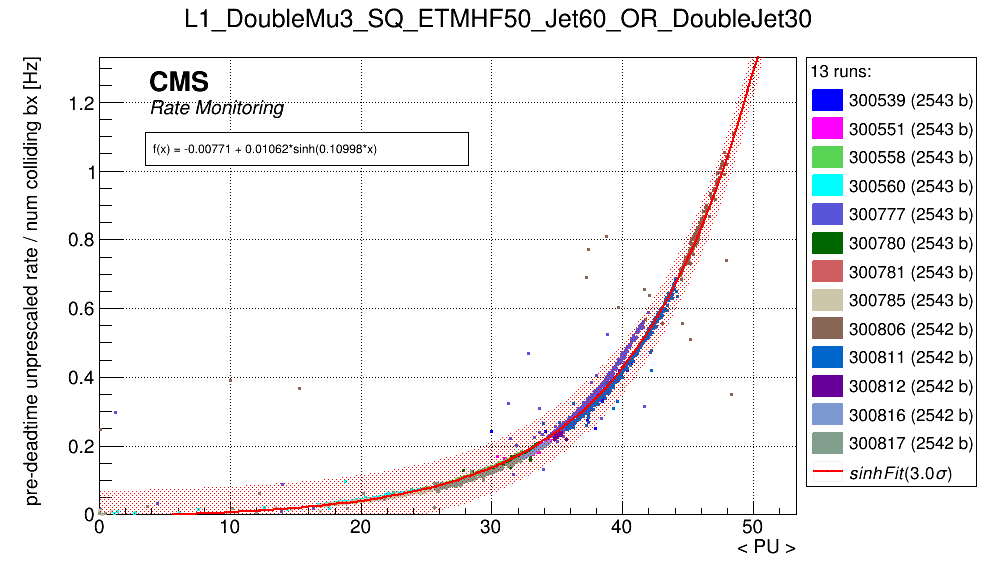 L1_DoubleMu3_SQ_ETMHF50_Jet60_OR_DoubleJet30
pre-deadtime unprescaled rate / num colliding bx [Hz]
CMS
Rate Monitoring
f(x) = -0.00771 + 0.01062*sinh(0.10998*x)
1.2
1
0.8
0.6
0.4
0.2
0
0 10 20 30 40 50
< PU >
13 runs:
300539 (2543 b)
300551 (2543 b)
300558 (2543 b)
300560 (2543 b)
300777 (2543 b)
300780 (2543 b)
300781 (2543 b)
300785 (2543 b)
300806 (2542 b)
300811 (2542 b)
300812 (2542 b)
300816 (2542 b)
300817 (2542 b)
sinhFit(3.0σ)